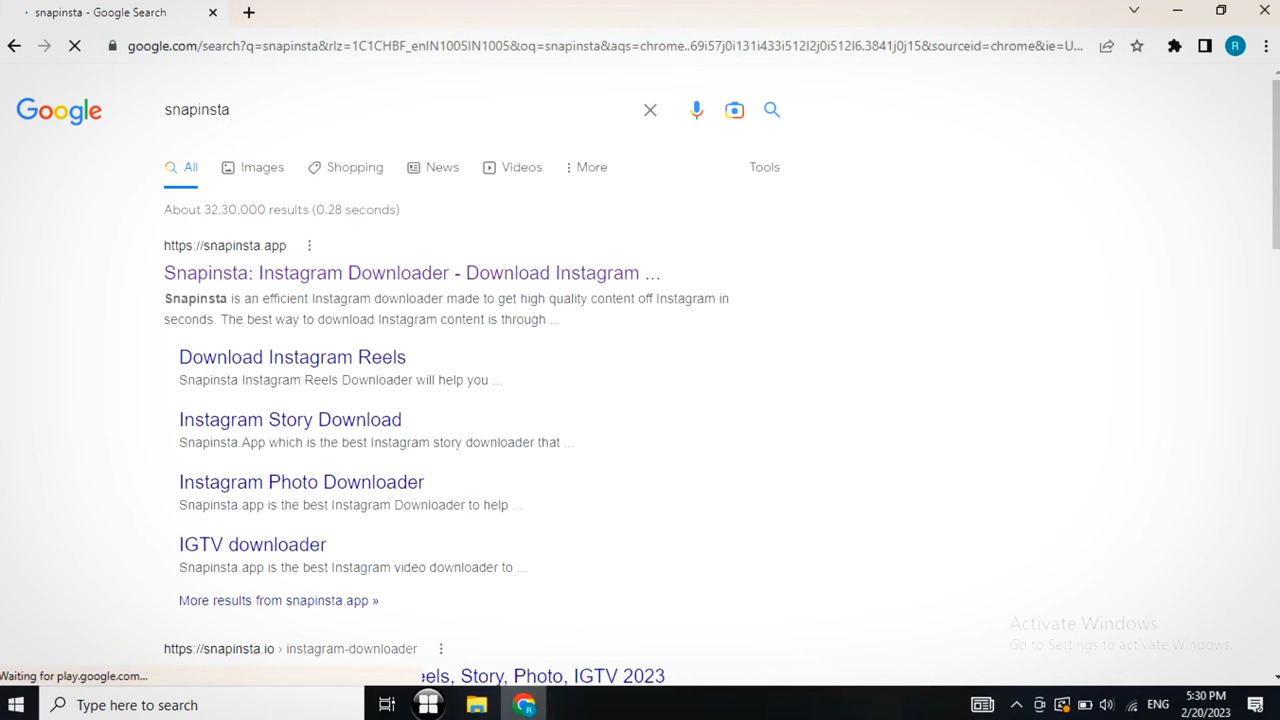 snapinsta - Google Search
google.com/search?q=snapinsta&rlz=1C1CHBF_enIN1005IN1005&oq=snapinsta&aqs=chrome..69i57j0i131i433i512l2j0i512l6.3841j0j15&sourceid=chrome&ie=U...
R
Google
snapinsta
All
Images
Shopping
News
Videos
More
Tools
About 32,30,000 results (0.28 seconds)
https://snapinsta.app
Snapinsta: Instagram Downloader - Download Instagram ...
Snapinsta is an efficient Instagram downloader made to get high quality content off Instagram in
seconds. The best way to download Instagram content is through ...
Download Instagram Reels
Snapinsta Instagram Reels Downloader will help you ...
Instagram Story Download
Snapinsta.App which is the best Instagram story downloader that ...
Instagram Photo Downloader
Snapinsta.app is the best Instagram Downloader to help ...
IGTV downloader
Snapinsta.app is the best Instagram video downloader to ...
More results from snapinsta.app »
Activate Windows
Go to Settings to activate Windows.
https://snapinsta.io › instagram-downloader
eels, Story, Photo, IGTV 2023
Waiting for play.google.com...
Type here to search
R
ENG
5:30 PM
2/20/2023